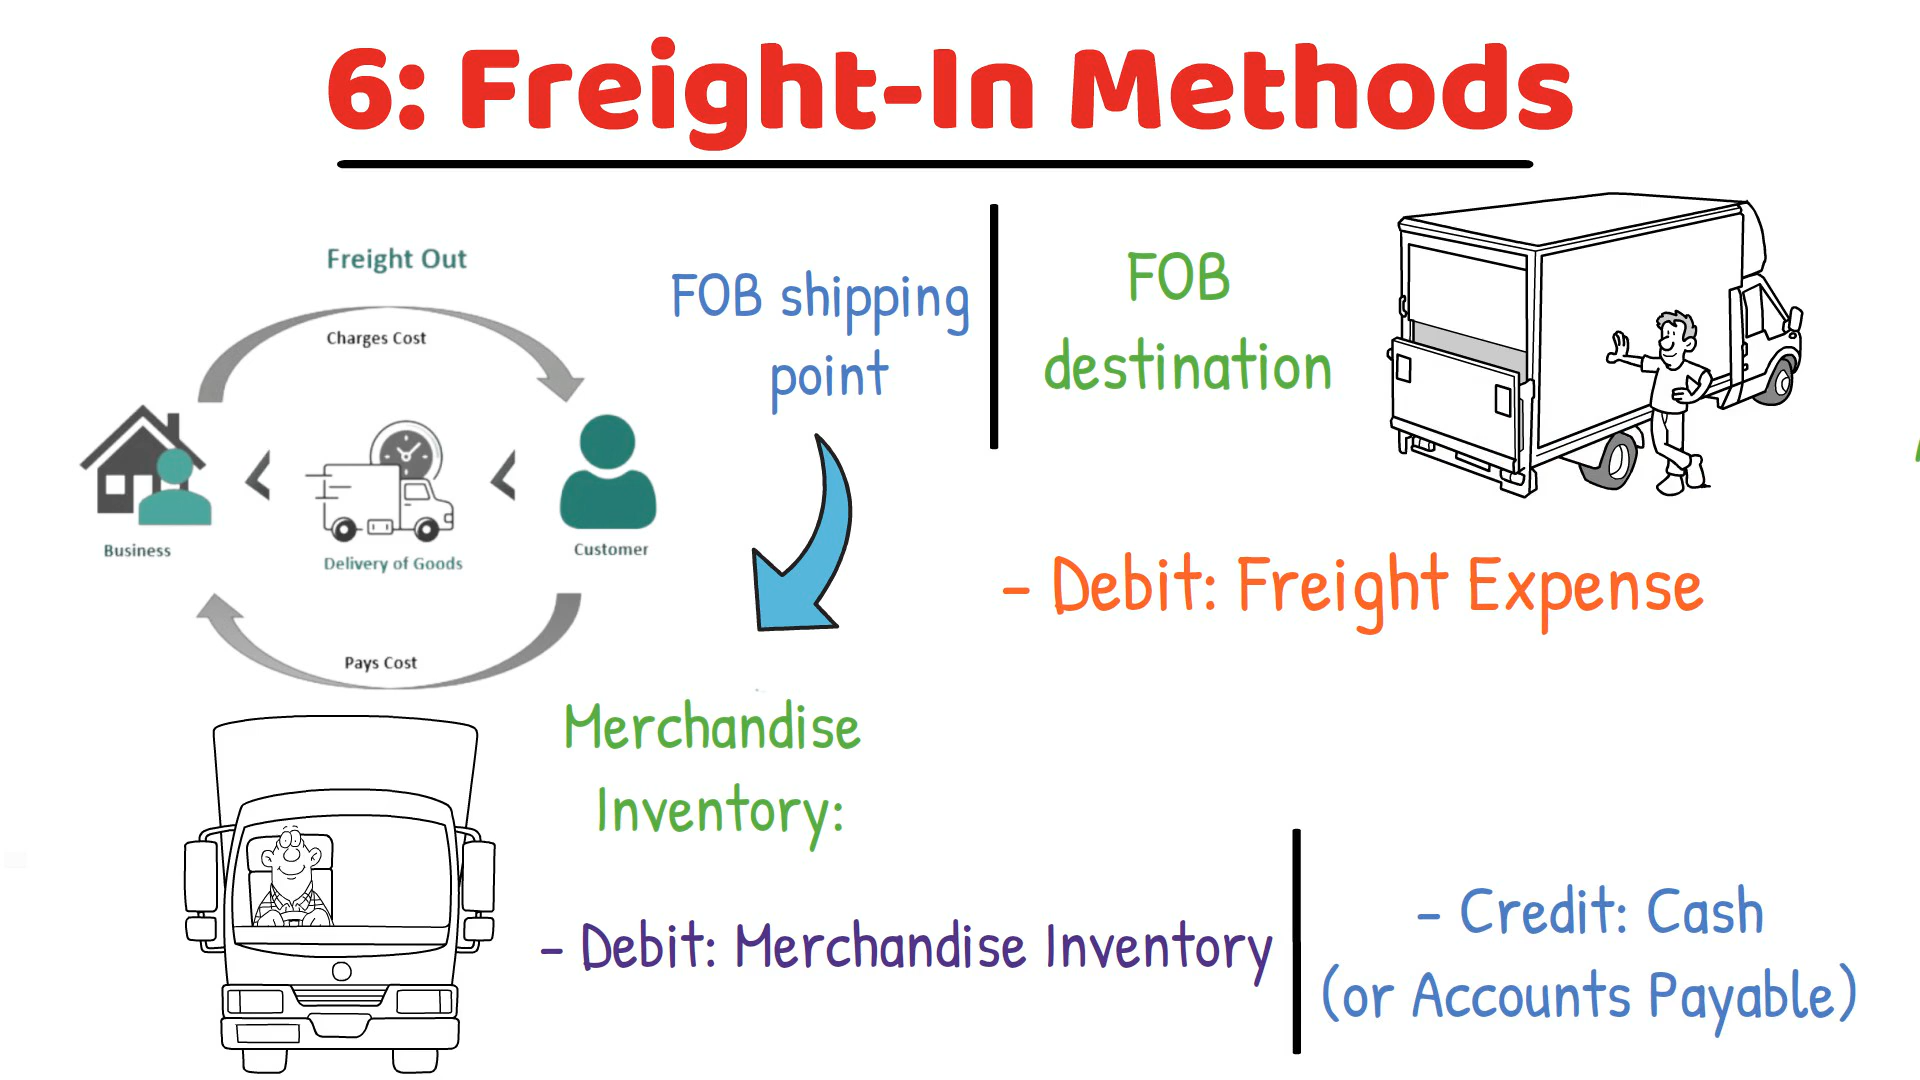 6: Freight-In Methods
Freight Out
Charges Cost
Business
Delivery of Goods
Customer
Pays Cost
FOB shipping
point
FOB
destination
- Debit: Freight Expense
Merchandise
Inventory:
- Debit: Merchandise Inventory
- Credit: Cash
(or Accounts Payable)